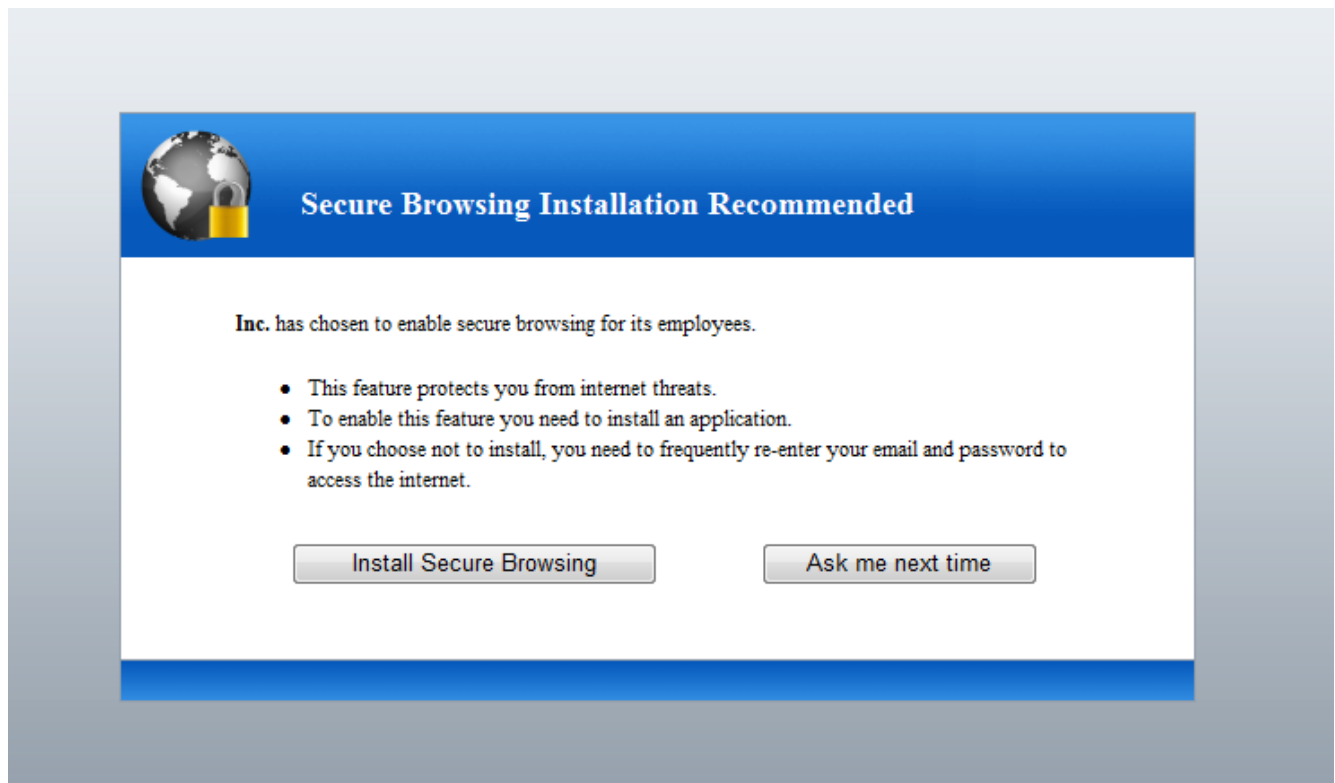 Secure Browsing Installation Recommended
Inc. has chosen to enable secure browsing for its employees.
● This feature protects you from internet threats.
● To enable this feature you need to install an application.
● If you choose not to install, you need to frequently re-enter your email and password to
access the internet.
Install Secure Browsing
Ask me next time